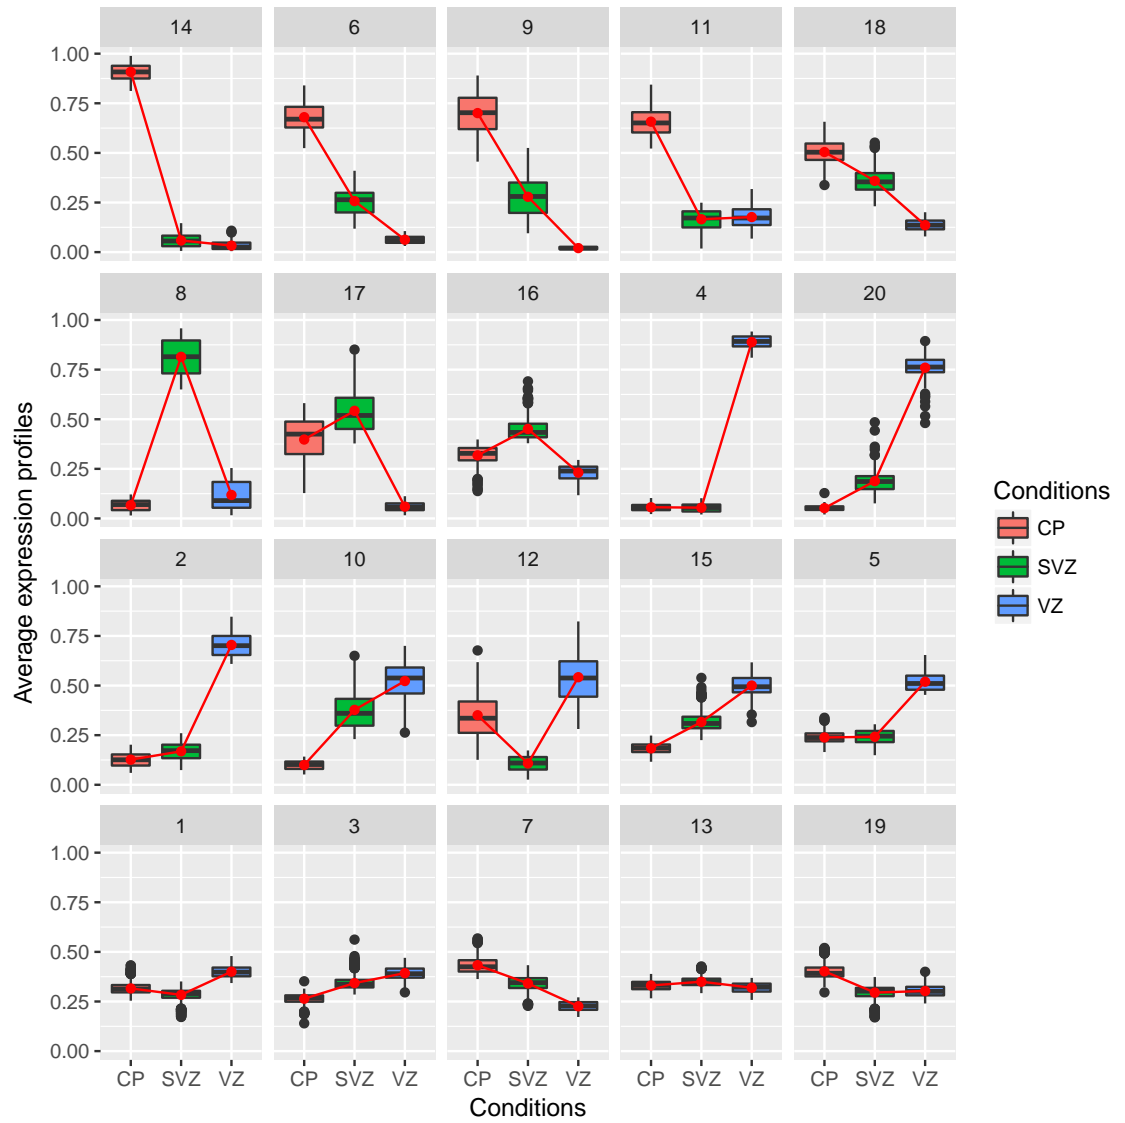 14 6 9 11 18
1.00
0.75
0.50
0.25
0.00
8 17 16 4 20
1.00
0.75
0.50
0.25
0.00
2 10 12 15 5
1.00
0.75
0.50
0.25
0.00
1 3 7 13 19
1.00
0.75
0.50
0.25
0.00
CP SVZ VZ CP SVZ VZ CP SVZ VZ CP SVZ VZ CP SVZ VZ
Conditions
Average expression profiles
Conditions
CP
SVZ
VZ